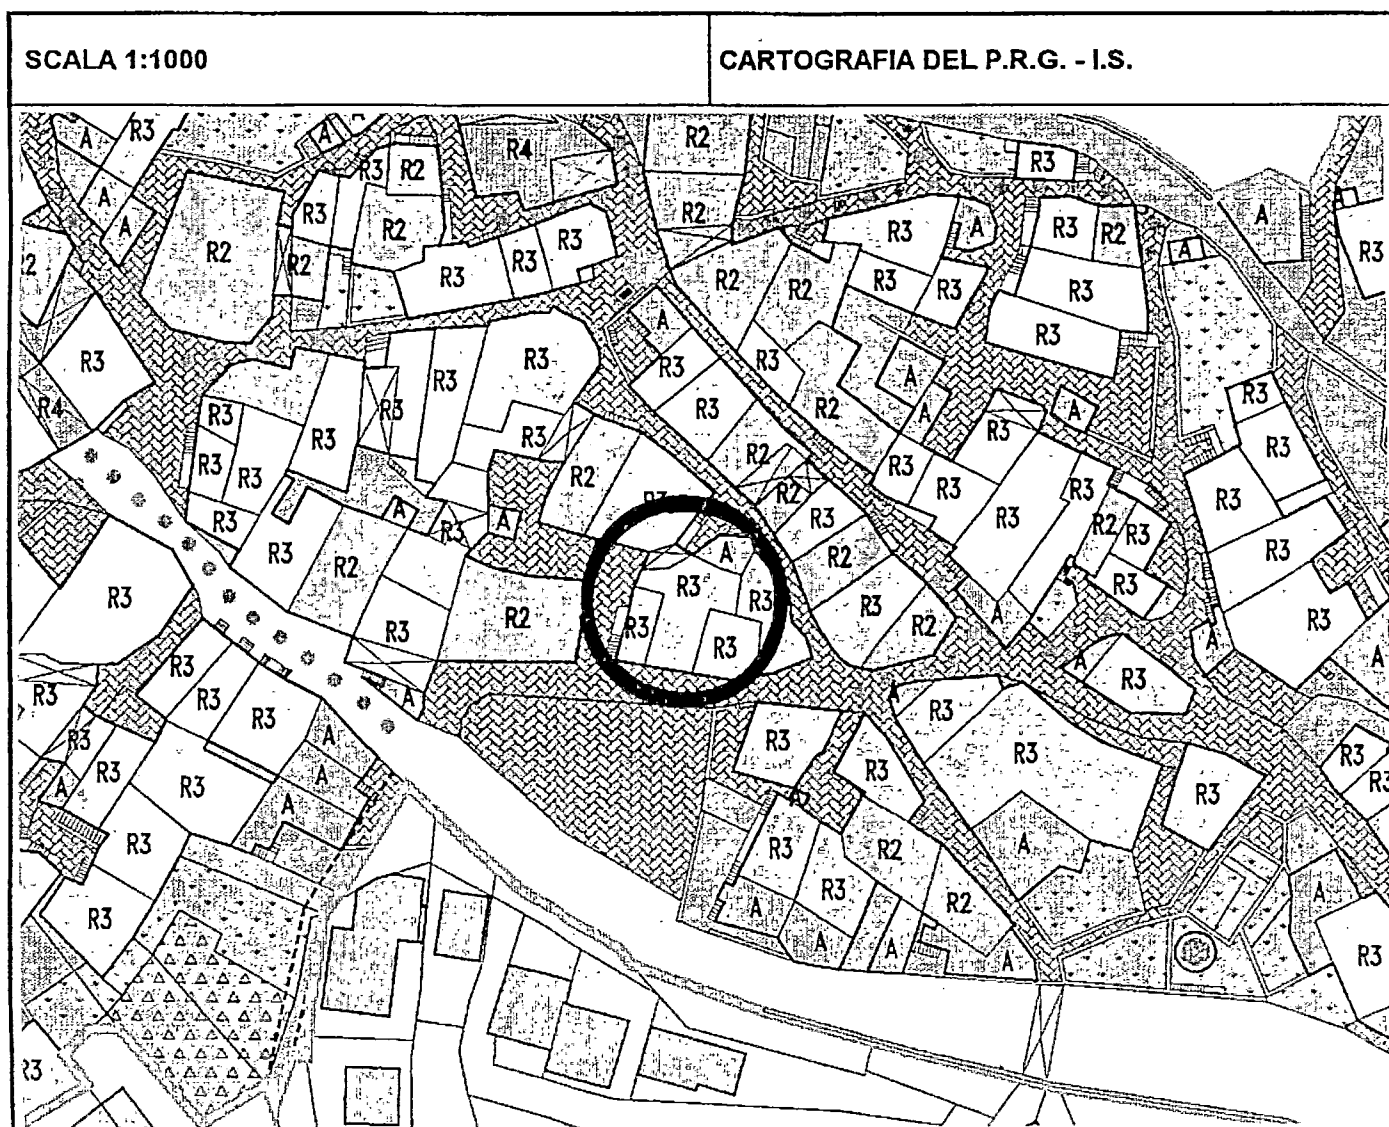 SCALA 1:1000
CARTOGRAFIA DEL P.R.G. - I.S.
A R3 A R4 R2 R3
R3 R2
A A R3 R2 R3 A R3 R2 A R3
R2 R2 R3 R3 R2 R2 R3 R3 R3 A
2 R3
A R3
R3 R3 R3 R3 R3 A R3
R4 R3 R3 R3 R3 R2 A A R3
R3 R3 R3 R2 R2 R3 R3 R3 R3
R3 A R3 A R3 R2 R3 R3 R2 R3 R3
R3 R2 A R2 R3 R3
R3 R3 R2 R3 R3 R3 R3 R2 A R3
R3 R3 R3 A R3 A A
R3 R3 A R3 A R3
R3 R3 A R3 R3 R3 R3
A R3 R3 A R3 R3
R3 A R3 R2 A
R3 A R3 R2 A
R3 A A A A R3
R3